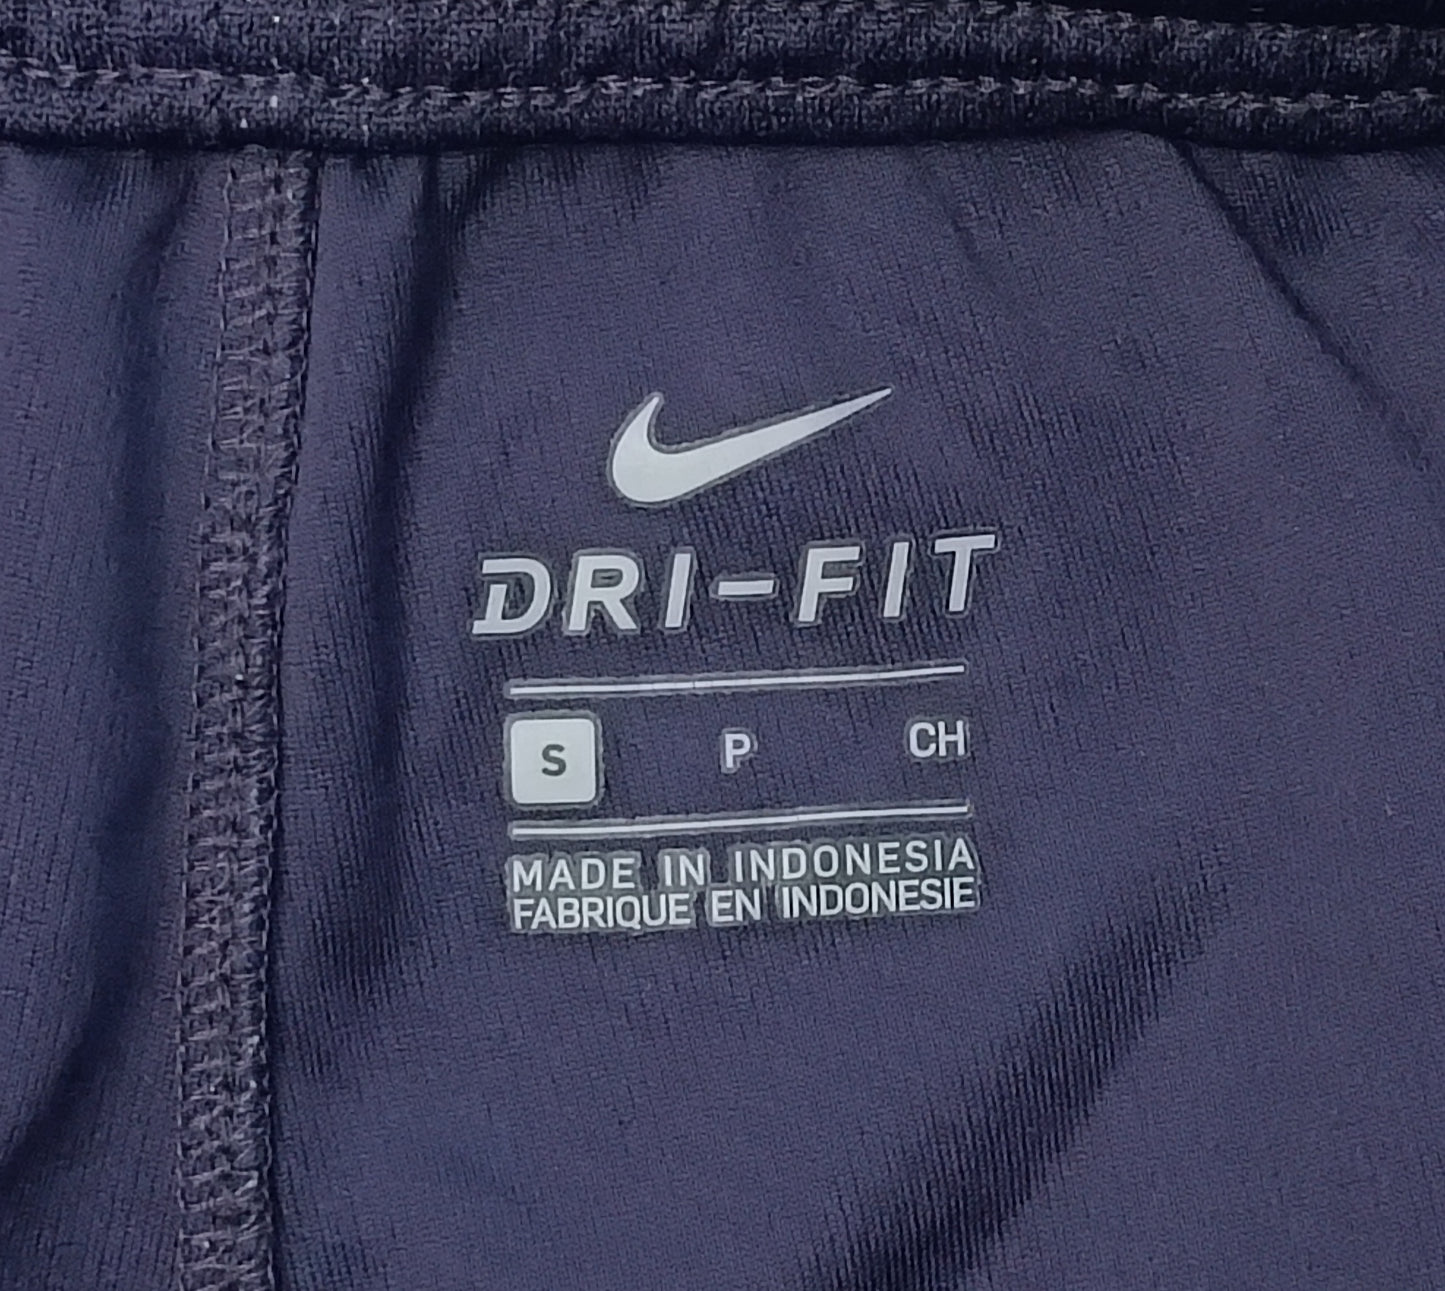 DRI-FIT
S P CH
MADE IN INDONESIA
FABRIQUE EN INDONESIE